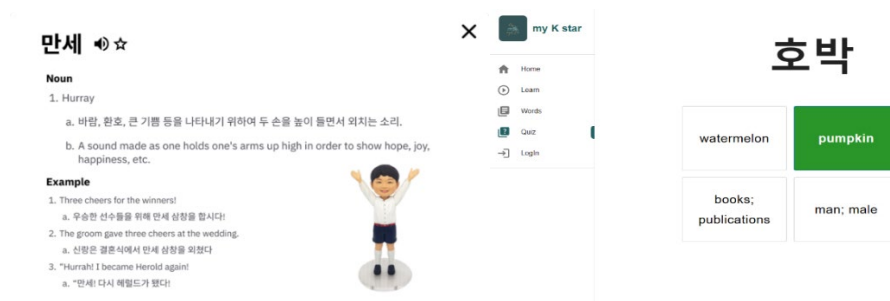 만세
Noun
1. Hurray
a. 바람, 환호, 큰 기쁨 등을 나타내기 위하여 두 손을 높이 들면서 외치는 소리.
b. A sound made as one holds one's arms up high in order to show hope, joy,
happiness, etc.
Example
1. Three cheers for the winners!
a. 우승한 선수들을 위해 만세 삼창을 합시다!
2. The groom gave three cheers at the wedding.
a. 신랑은 결혼식에서 만세 삼창을 외쳤다
3. "Hurrah! I became Herold again!
a. "만세! 다시 헤럴드가 됐다!
my K star
Home
Learn
Words
Quiz
LogIn
호박
watermelon
pumpkin
books;
publications
man; male